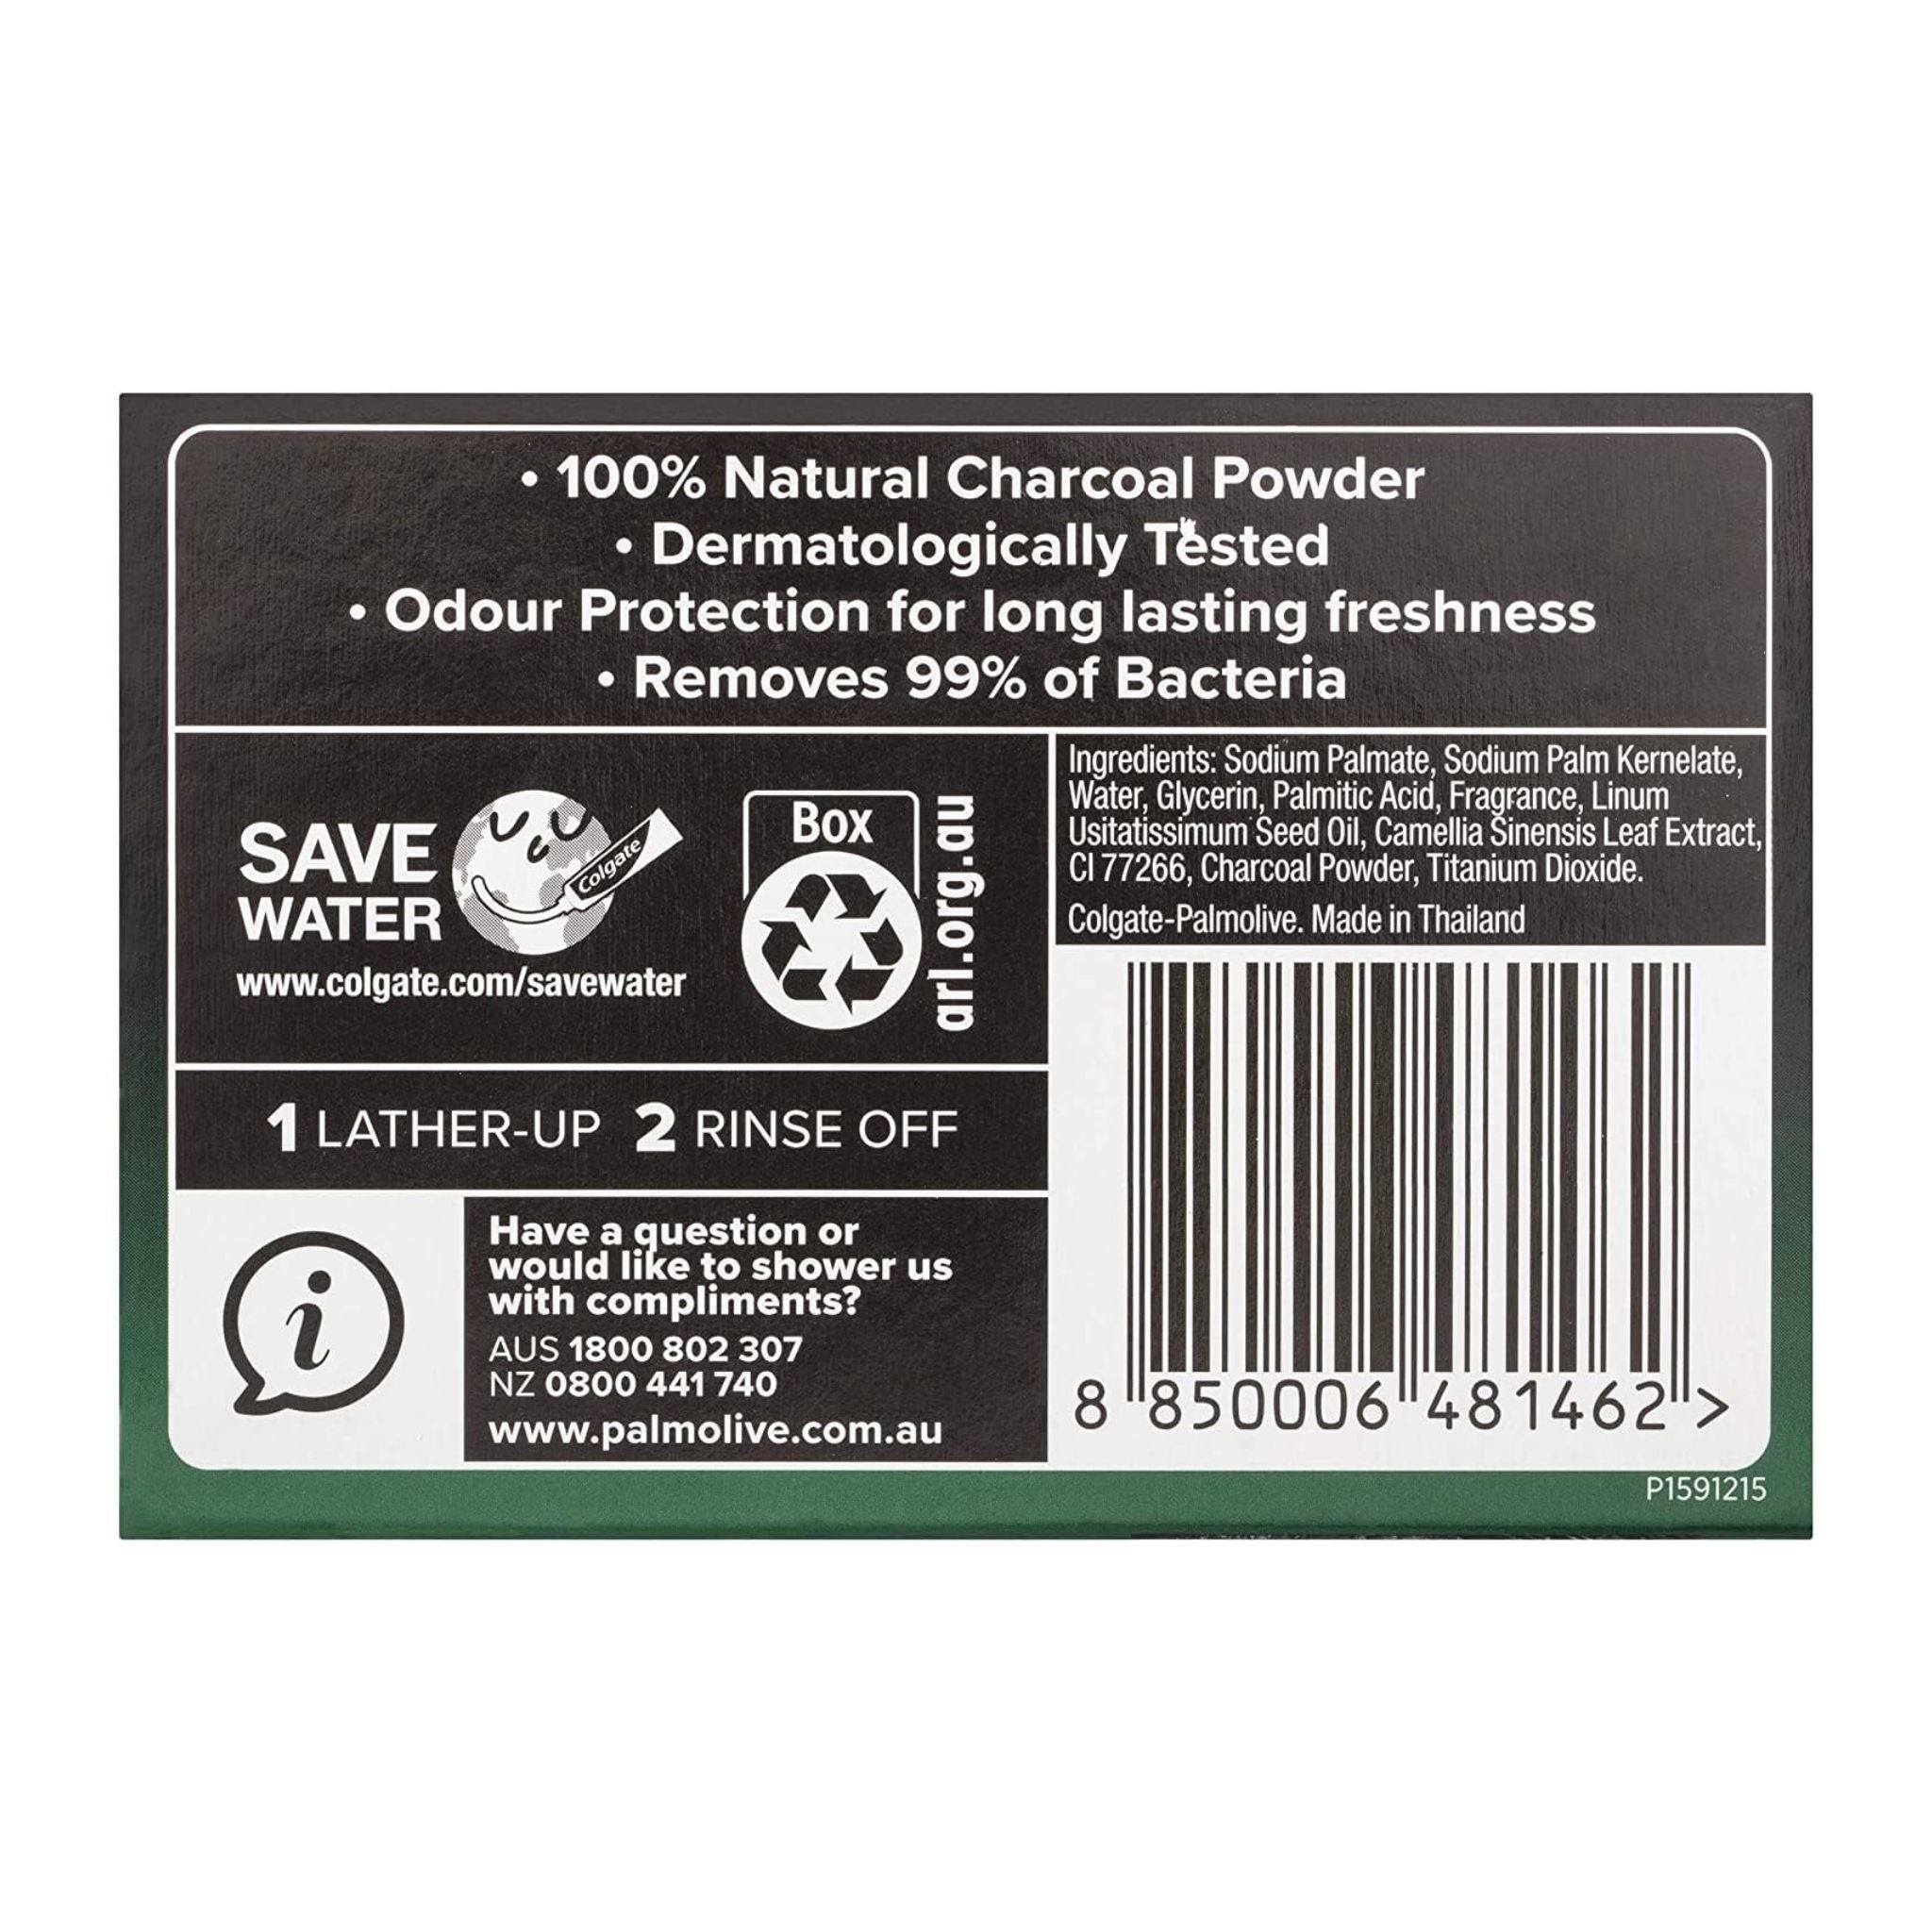 • 100% Natural Charcoal Powder
• Dermatologically Tested
• Odour Protection for long lasting freshness
• Removes 99% of Bacteria
SAVE
WATER
Colgate
www.colgate.com/savewater
Box
arl.org.au
1 LATHER-UP 2 RINSE OFF
Have a question or
would like to shower us
with compliments?
AUS 1800 802 307
NZ 0800 441 740
www.palmolive.com.au
Ingredients: Sodium Palmate, Sodium Palm Kernelate,
Water, Glycerin, Palmitic Acid, Fragrance, Linum
Usitatissimum Seed Oil, Camellia Sinensis Leaf Extract,
CI 77266, Charcoal Powder, Titanium Dioxide.
Colgate-Palmolive. Made in Thailand
8 850006 481462 >
P1591215